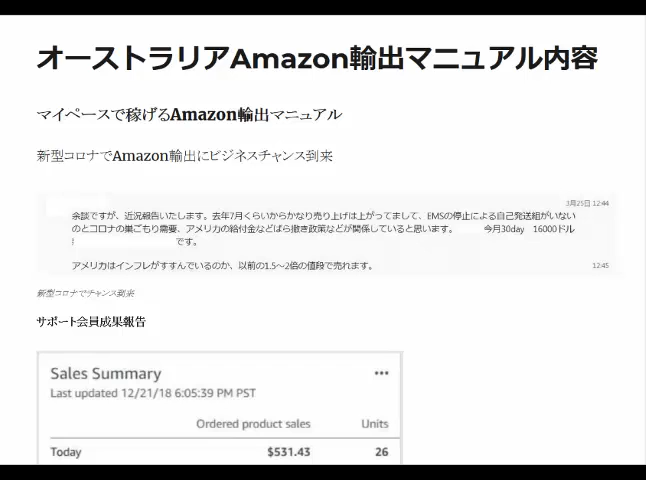 オーストラリアAmazon輸出マニュアル内容
マイペースで稼げるAmazon輸出マニュアル
新型コロナでAmazon輸出にビジネスチャンス到来
3月25日 12:44
余談ですが、近況報告いたします。去年7月くらいからかなり売り上げは上がってまして、EMSの停止による自己発送組がいない
のとコロナの巣ごもり需要、アメリカの給付金などばら撒き政策などが関係していると思います。 今月30day 16000ドル
です。
アメリカはインフレがすすんでいるのか、以前の1.5～2倍の値段で売れます。
12:45
新型コロナでチャンス到来
サポート会員成果報告
Sales Summary
Last updated 12/21/18 6:05:39 PM PST
Ordered product sales Units
Today $531.43 26